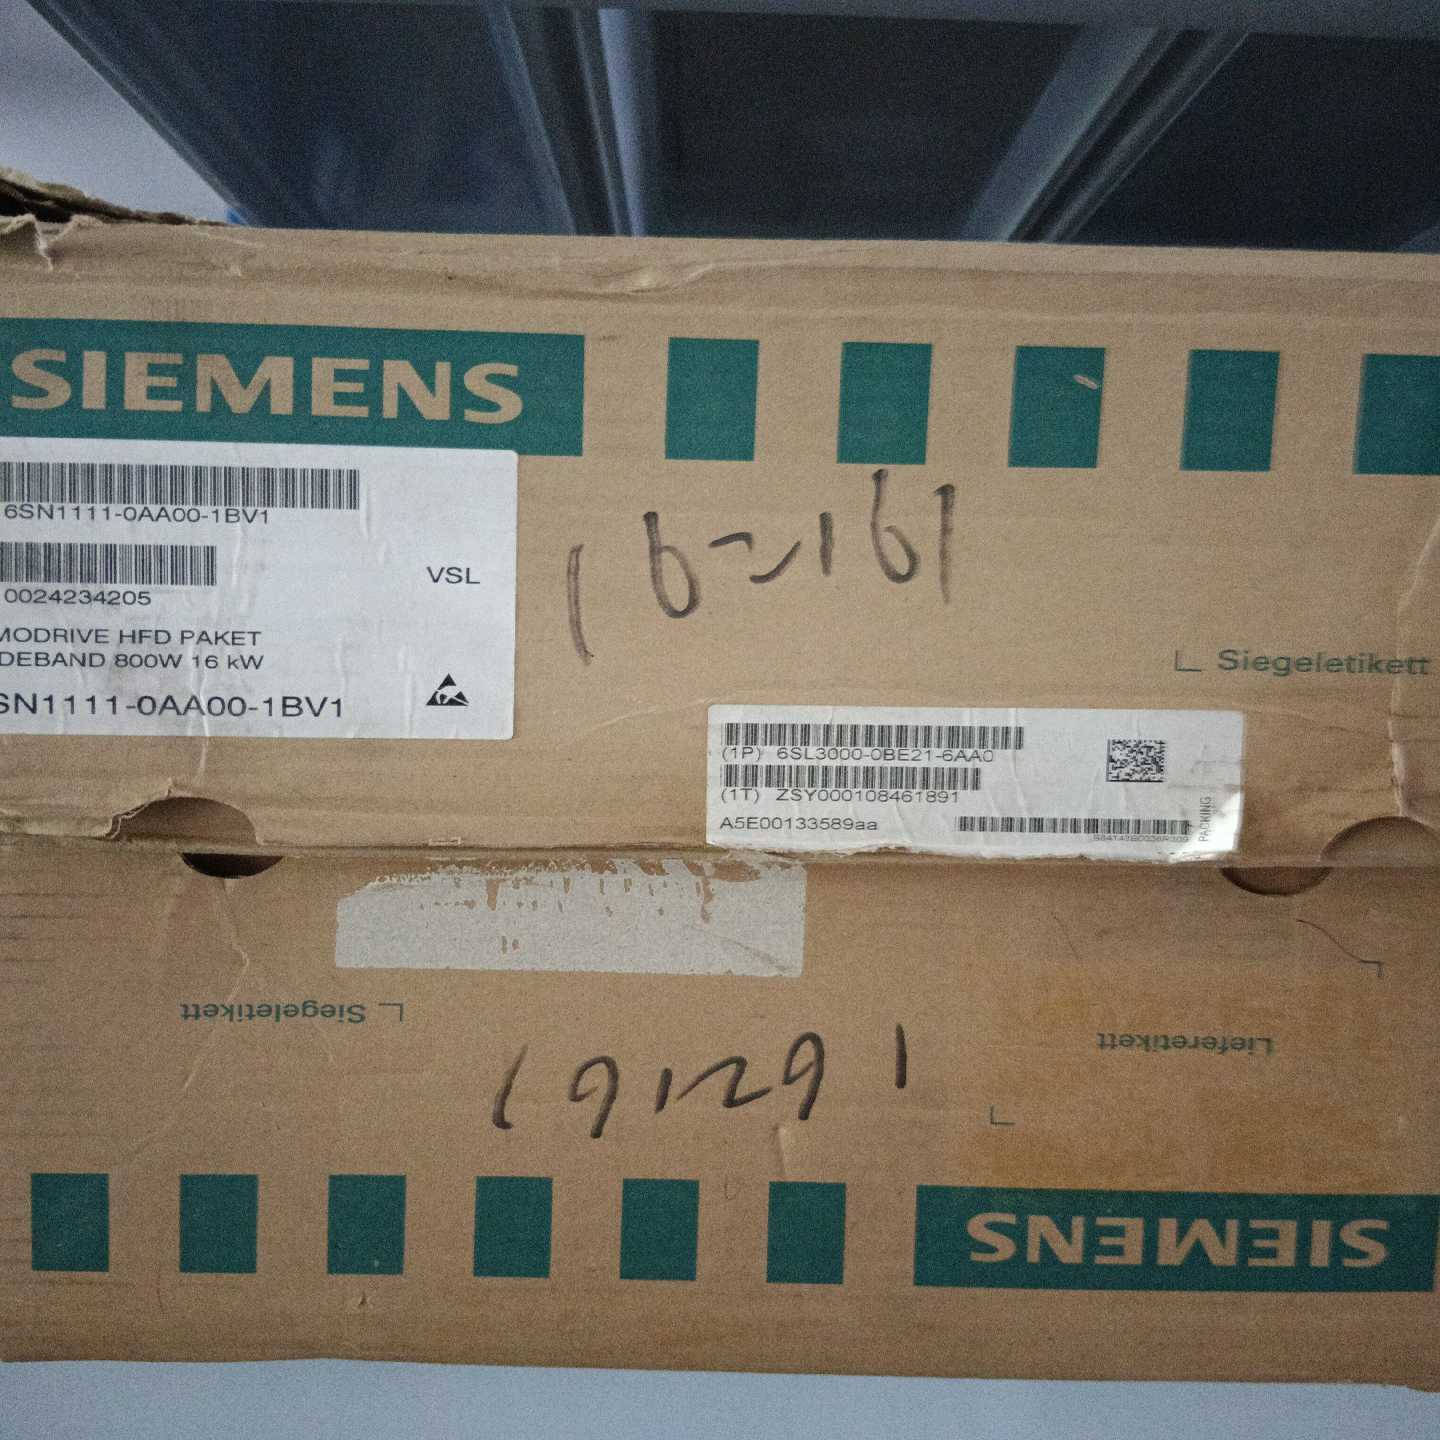 SIEMENS
6SN1111-0AA00-1BV1
0024234205
VSL
MODRIVE HFD PAKET
DEBAND 800W 16 kW
SN1111-0AA00-1BV1
Siegeletikett
(1P) 6SL3000-0BE21-6AA0
(1T) ZSY000108461891
A5E00133589aa
PACKING
Siegeletikett
Lieferetikett
SIEMENS